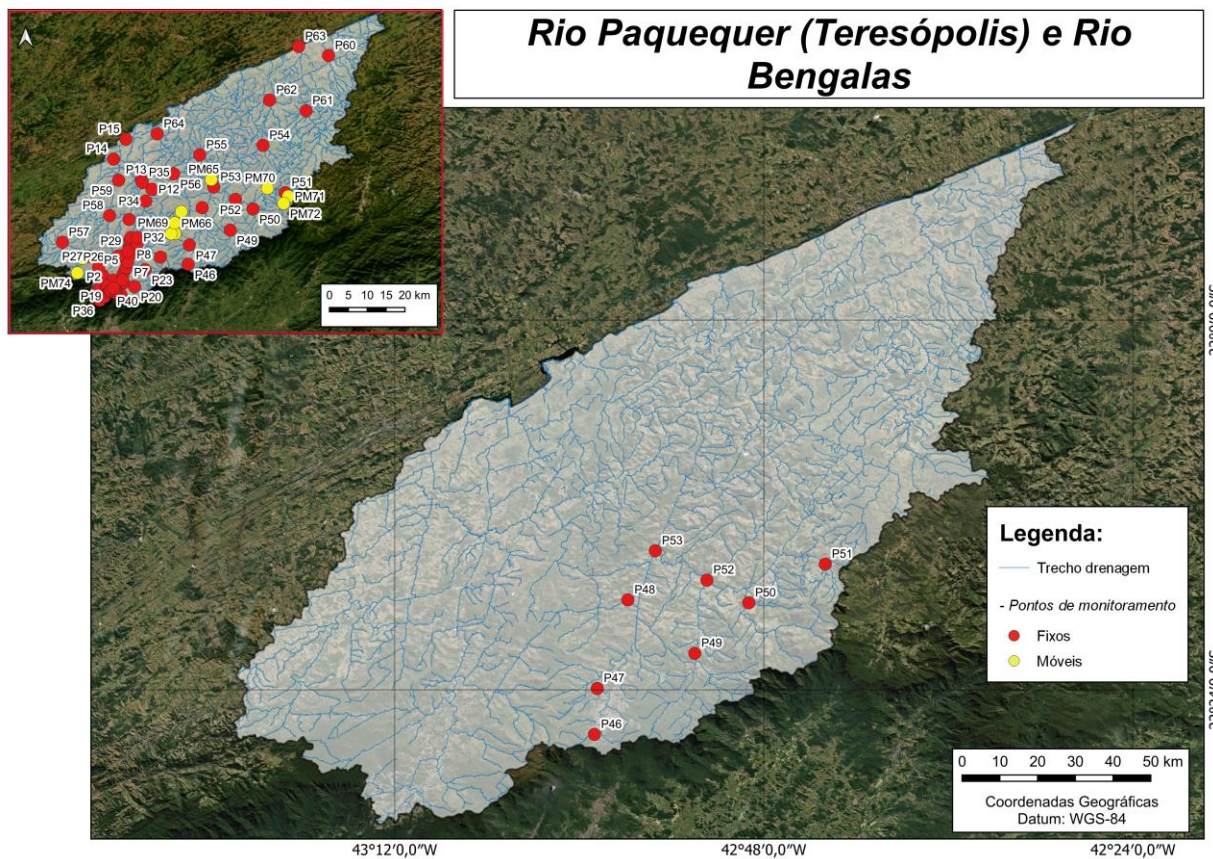 Rio Paquequer (Teresópolis) e Rio
Bengalas
P63
P60
P62
P61
P15
P64
P14
P55
P54
P13
P35
PM65
P53
PM70
P51
P59
P12
P56
PM71
P34
P52
PM72
P58
PM69
PM66
P50
P57
P29
P32
P49
P27
P26
P5
P8
P47
PM74
P2
P7
P23
P46
P19
P40
P20
P36
0 5 10 15 20 km
P53
P51
P52
P48
P50
P49
P47
P46
Legenda:
Trecho drenagem
- Pontos de monitoramento
Fixos
Móveis
0 10 20 30 40 50 km
Coordenadas Geográficas
Datum: WGS-84
43°12'0,0"W
42°48'0,0"W
42°24'0,0"W